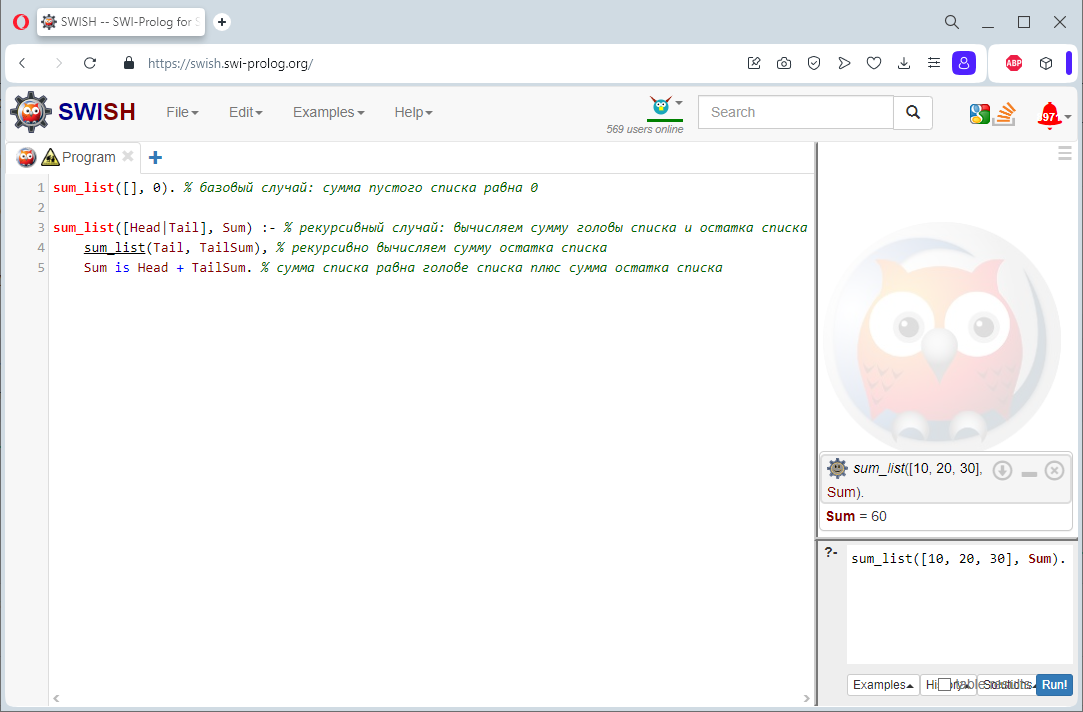 SWISH -- SWI-Prolog for S
https://swish.swi-prolog.org/
ABP
SWISH File Edit Examples Help
569 users online
Search
Program
1 sum_list([], 0). % базовый случай: сумма пустого списка равна 0
2
3 sum_list([Head|Tail], Sum) :- % рекурсивный случай: вычисляем сумму головы списка и остатка списка
4 sum_list(Tail, TailSum), % рекурсивно вычисляем сумму остатка списка
5 Sum is Head + TailSum. % сумма списка равна голове списка плюс сумма остатка списка
sum_list([10, 20, 30],
Sum).
Sum = 60
?- sum_list([10, 20, 30], Sum).
Examples History table results Solutions Run!